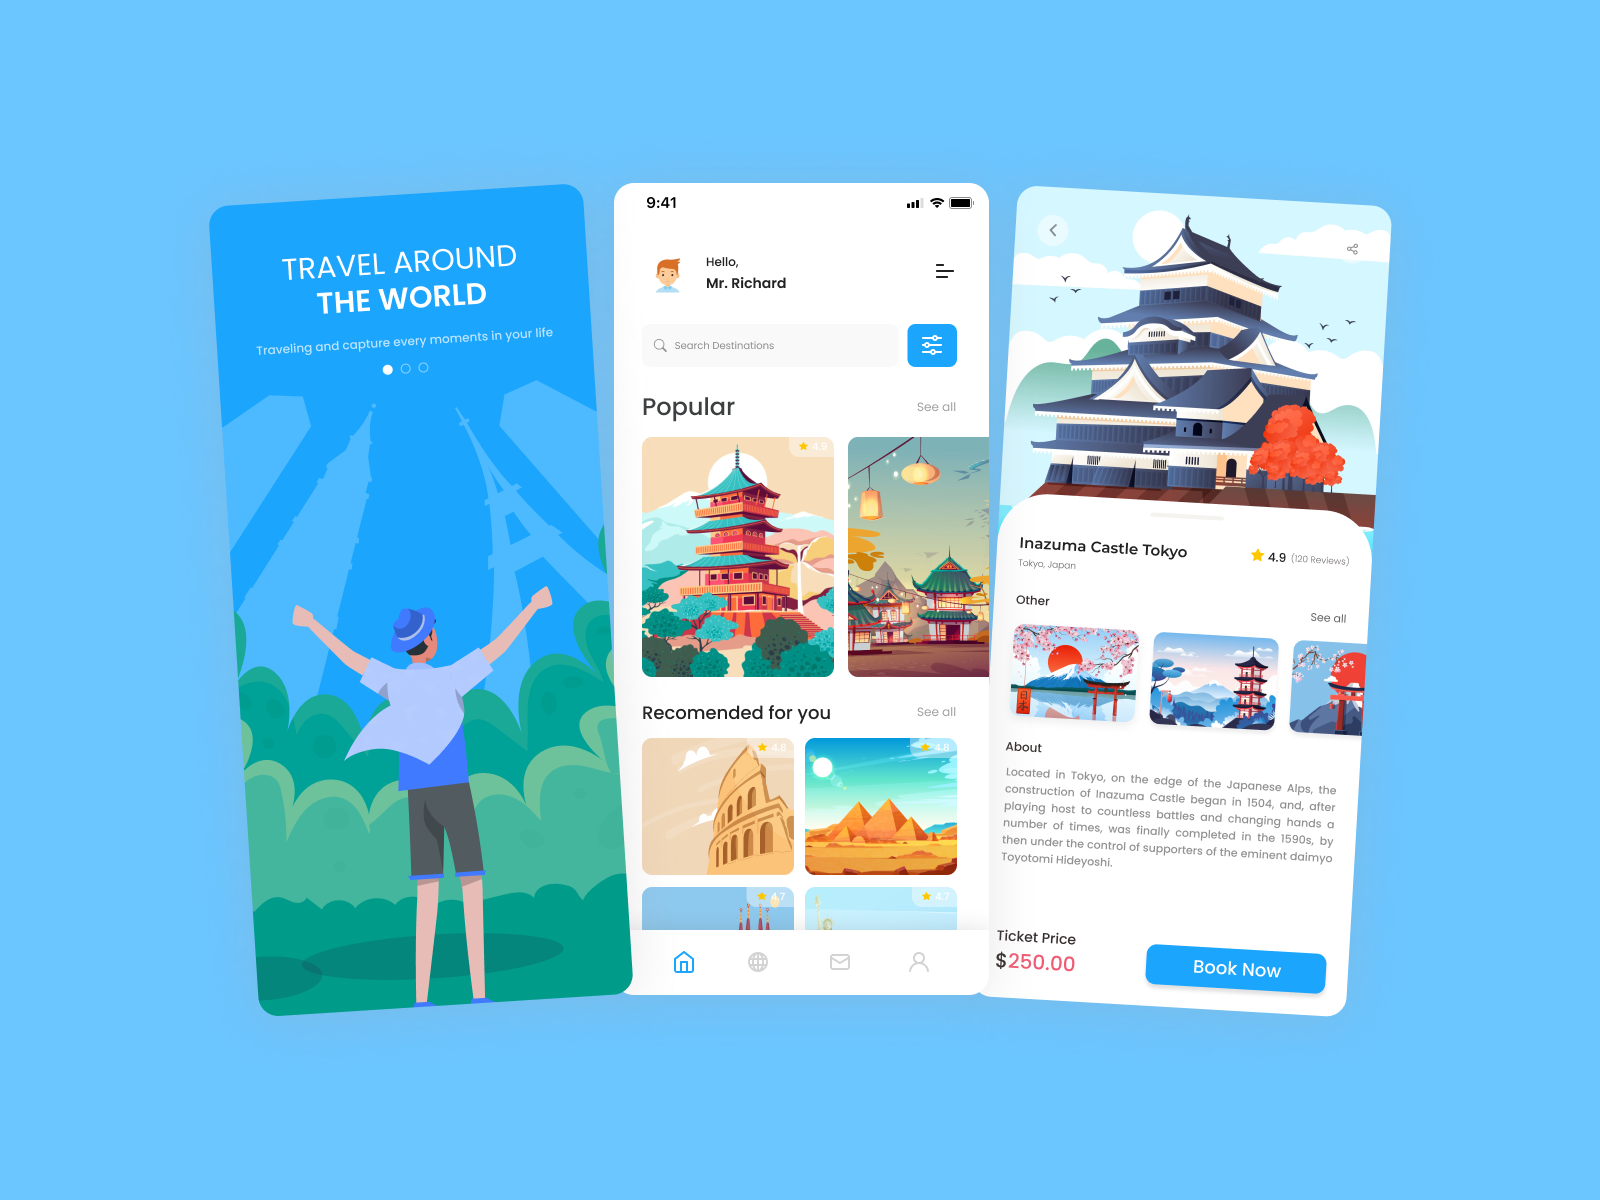 TRAVEL AROUND
THE WORLD
Traveling and capture every moments in your life
9:41
Hello,
Mr. Richard
Search Destinations
Popular
See all
4.8
Recomended for you
See all
4.8
4.8
4.7
4.7
Inazuma Castle Tokyo
4.9 (120 Reviews)
Tokyo, Japan
Other
See all
日本
About
Located in Tokyo, on the edge of the Japanese Alps, the
construction of Inazuma Castle began in 1504, and, after
playing host to countless battles and changing hands a
number of times, was finally completed in the 1590s, by
then under the control of supporters of the eminent daimyo
Toyotomi Hideyoshi.
Ticket Price
$250.00
Book Now